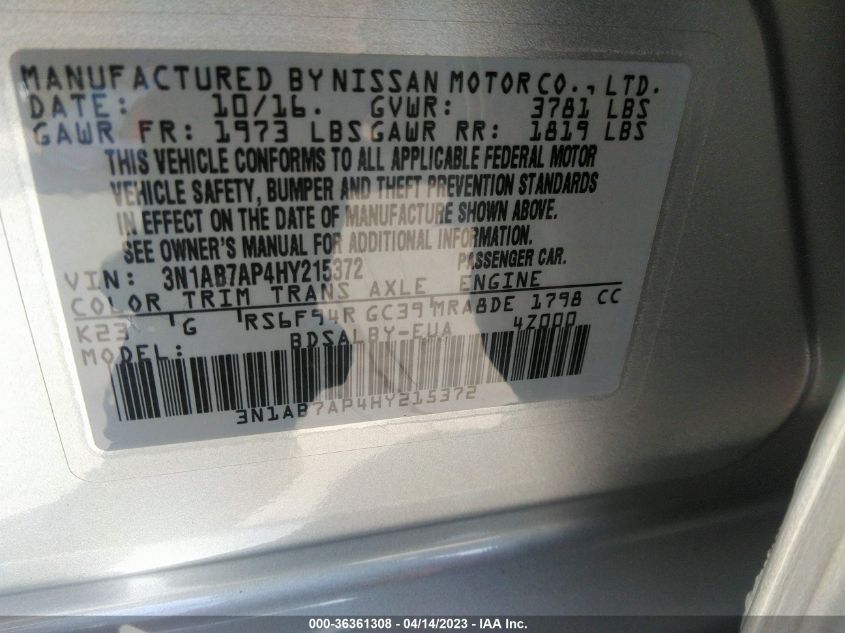 MANUFACTURED BY NISSAN MOTOR CO., LTD.
DATE: 10/16. GVWR: 3781 LBS
GAWR FR: 1973 LBS GAWR RR: 1819 LBS
THIS VEHICLE CONFORMS TO ALL APPLICABLE FEDERAL MOTOR
VEHICLE SAFETY, BUMPER AND THEFT PREVENTION STANDARDS
IN EFFECT ON THE DATE OF MANUFACTURE SHOWN ABOVE.
SEE OWNER'S MANUAL FOR ADDITIONAL INFORMATION.
VIN: 3N1AB7AP4HY215372 PASSENGER CAR.
COLOR TRIM TRANS AXLE ENGINE
K23 G RS6F94R GC39 MRA8DE 1798 CC
MODEL: BDSALBY-EUA 4Z000
3N1AB7AP4HY215372
000-36361308 - 04/14/2023 - IAA Inc.